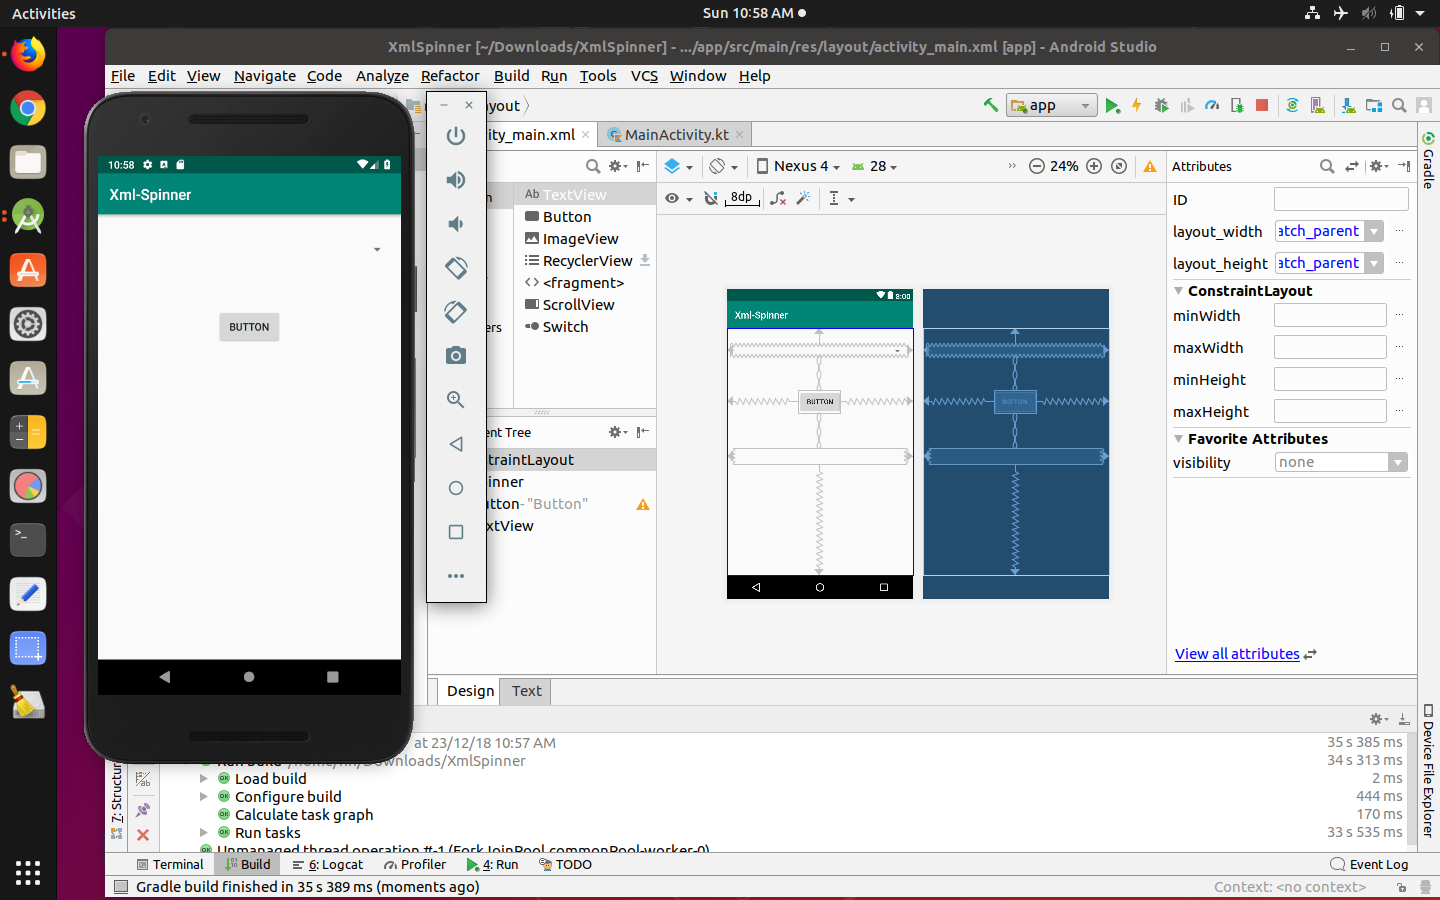 Activities
Sun 10:58 AM
XmlSpinner [~/Downloads/XmlSpinner] - .../app/src/main/res/layout/activity_main.xml [app] - Android Studio
File Edit View Navigate Code Analyze Refactor Build Run Tools VCS Window Help
ayout
app
ity_main.xml
MainActivity.kt
Gradle
10:58
Xml-Spinner
BUTTON
Ab TextView
Button
ImageView
RecyclerView
<fragment>
ScrollView
Switch
n
ers
Nexus 4
28
24%
8dp
Attributes
ID
layout_width atch_parent
layout_height atch_parent
ConstraintLayout
minWidth
maxWidth
minHeight
maxHeight
Favorite Attributes
visibility none
View all attributes
8:00
Xml-Spinner
BUTTON
BUTTON
ent Tree
straintLayout
inner
utton- "Button"
xtView
Design Text
Device File Explorer
at 23/12/18 10:57 AM 35 s 385 ms
Run build 34 s 313 ms
Downloads/XmlSpinner
Load build 2 ms
Configure build 444 ms
Calculate task graph 170 ms
Run tasks 33 s 535 ms
Unmanaged thread operation #-1 (ForkJoinPool.commonPool-worker-0)
7: Structur
Terminal Build 6: Logcat Profiler 4: Run TODO Event Log
Gradle build finished in 35 s 389 ms (moments ago)
Context: <no context>